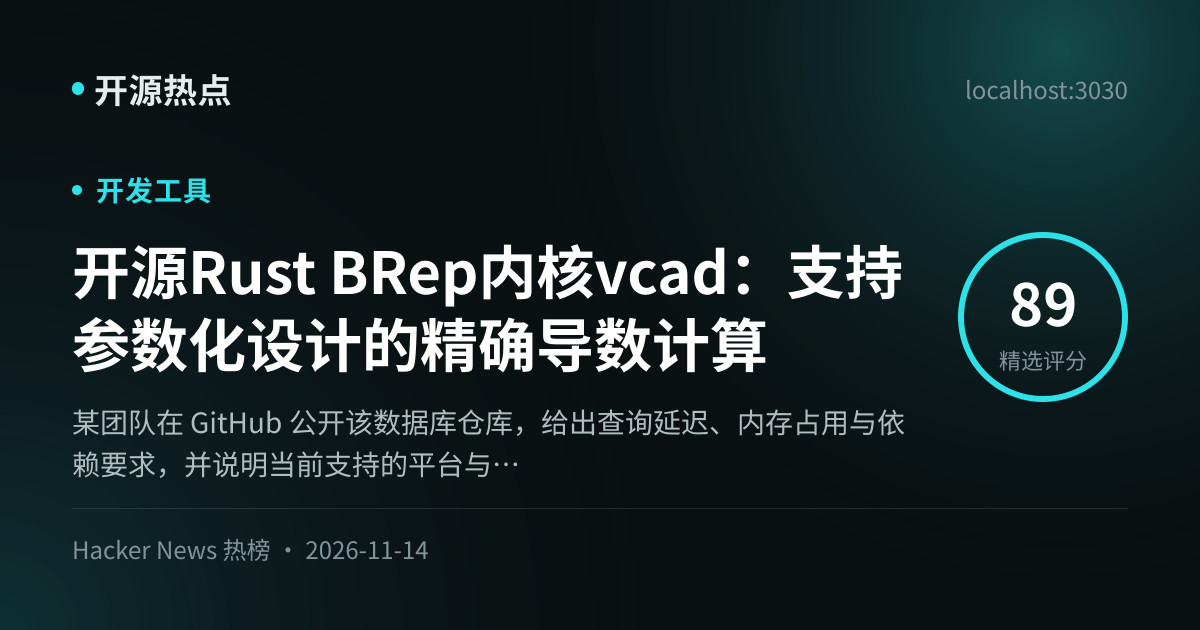 开源热点
localhost:3030
开发工具
开源Rust BRep内核vcad：支持
参数化设计的精确导数计算
89
精选评分
某团队在 GitHub 公开该数据库仓库，给出查询延迟、内存占用与依
赖要求，并说明当前支持的平台与…
Hacker News 热榜 · 2026-11-14